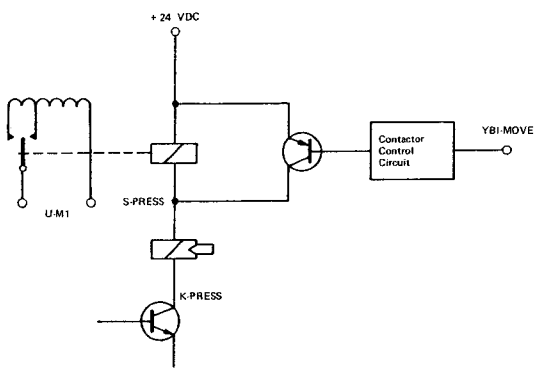 + 24 VDC
Contactor
Control
Circuit
YBI-MOVE
U-M1
S-PRESS
K-PRESS